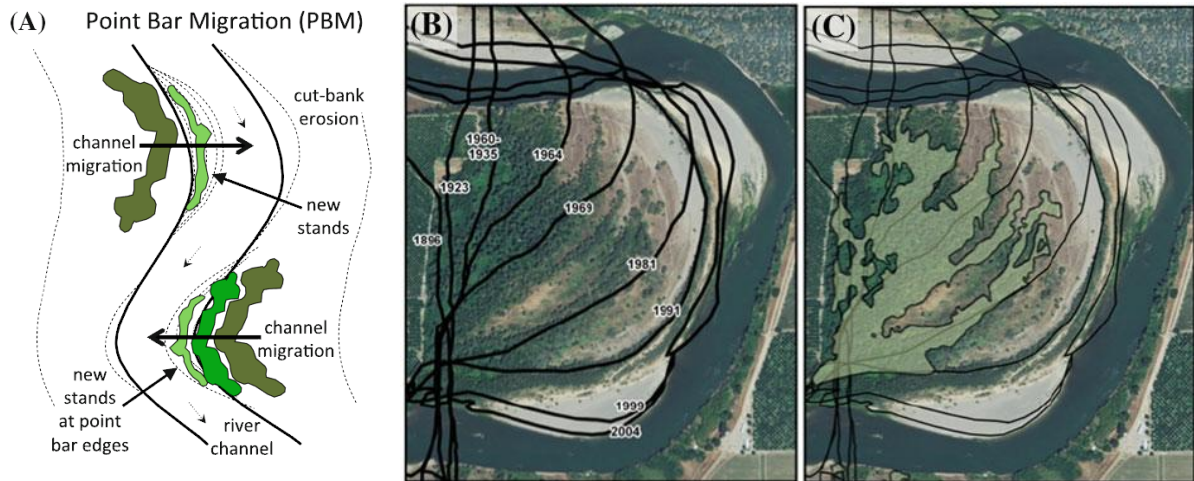 (A)
Point Bar Migration (PBM)
cut-bank
erosion
channel
migration
new
stands
channel
migration
new
stands
at point
bar edges
river
channel
(B)
1960-
1935
1964
1923
1969
1896
1981
1991
1999
2004
(C)